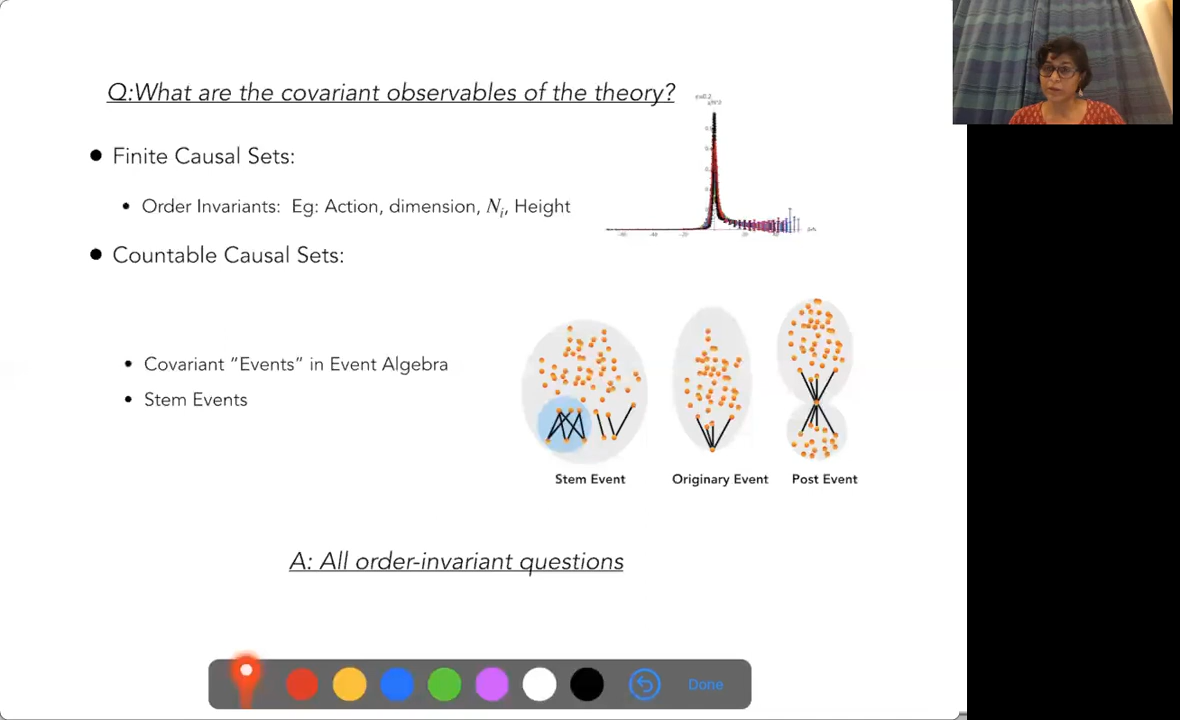 Q:What are the covariant observables of the theory?
● Finite Causal Sets:
• Order Invariants: Eg: Action, dimension, Nᵢ, Height
● Countable Causal Sets:
• Covariant “Events” in Event Algebra
• Stem Events
Stem Event
Originary Event
Post Event
A: All order-invariant questions
Done